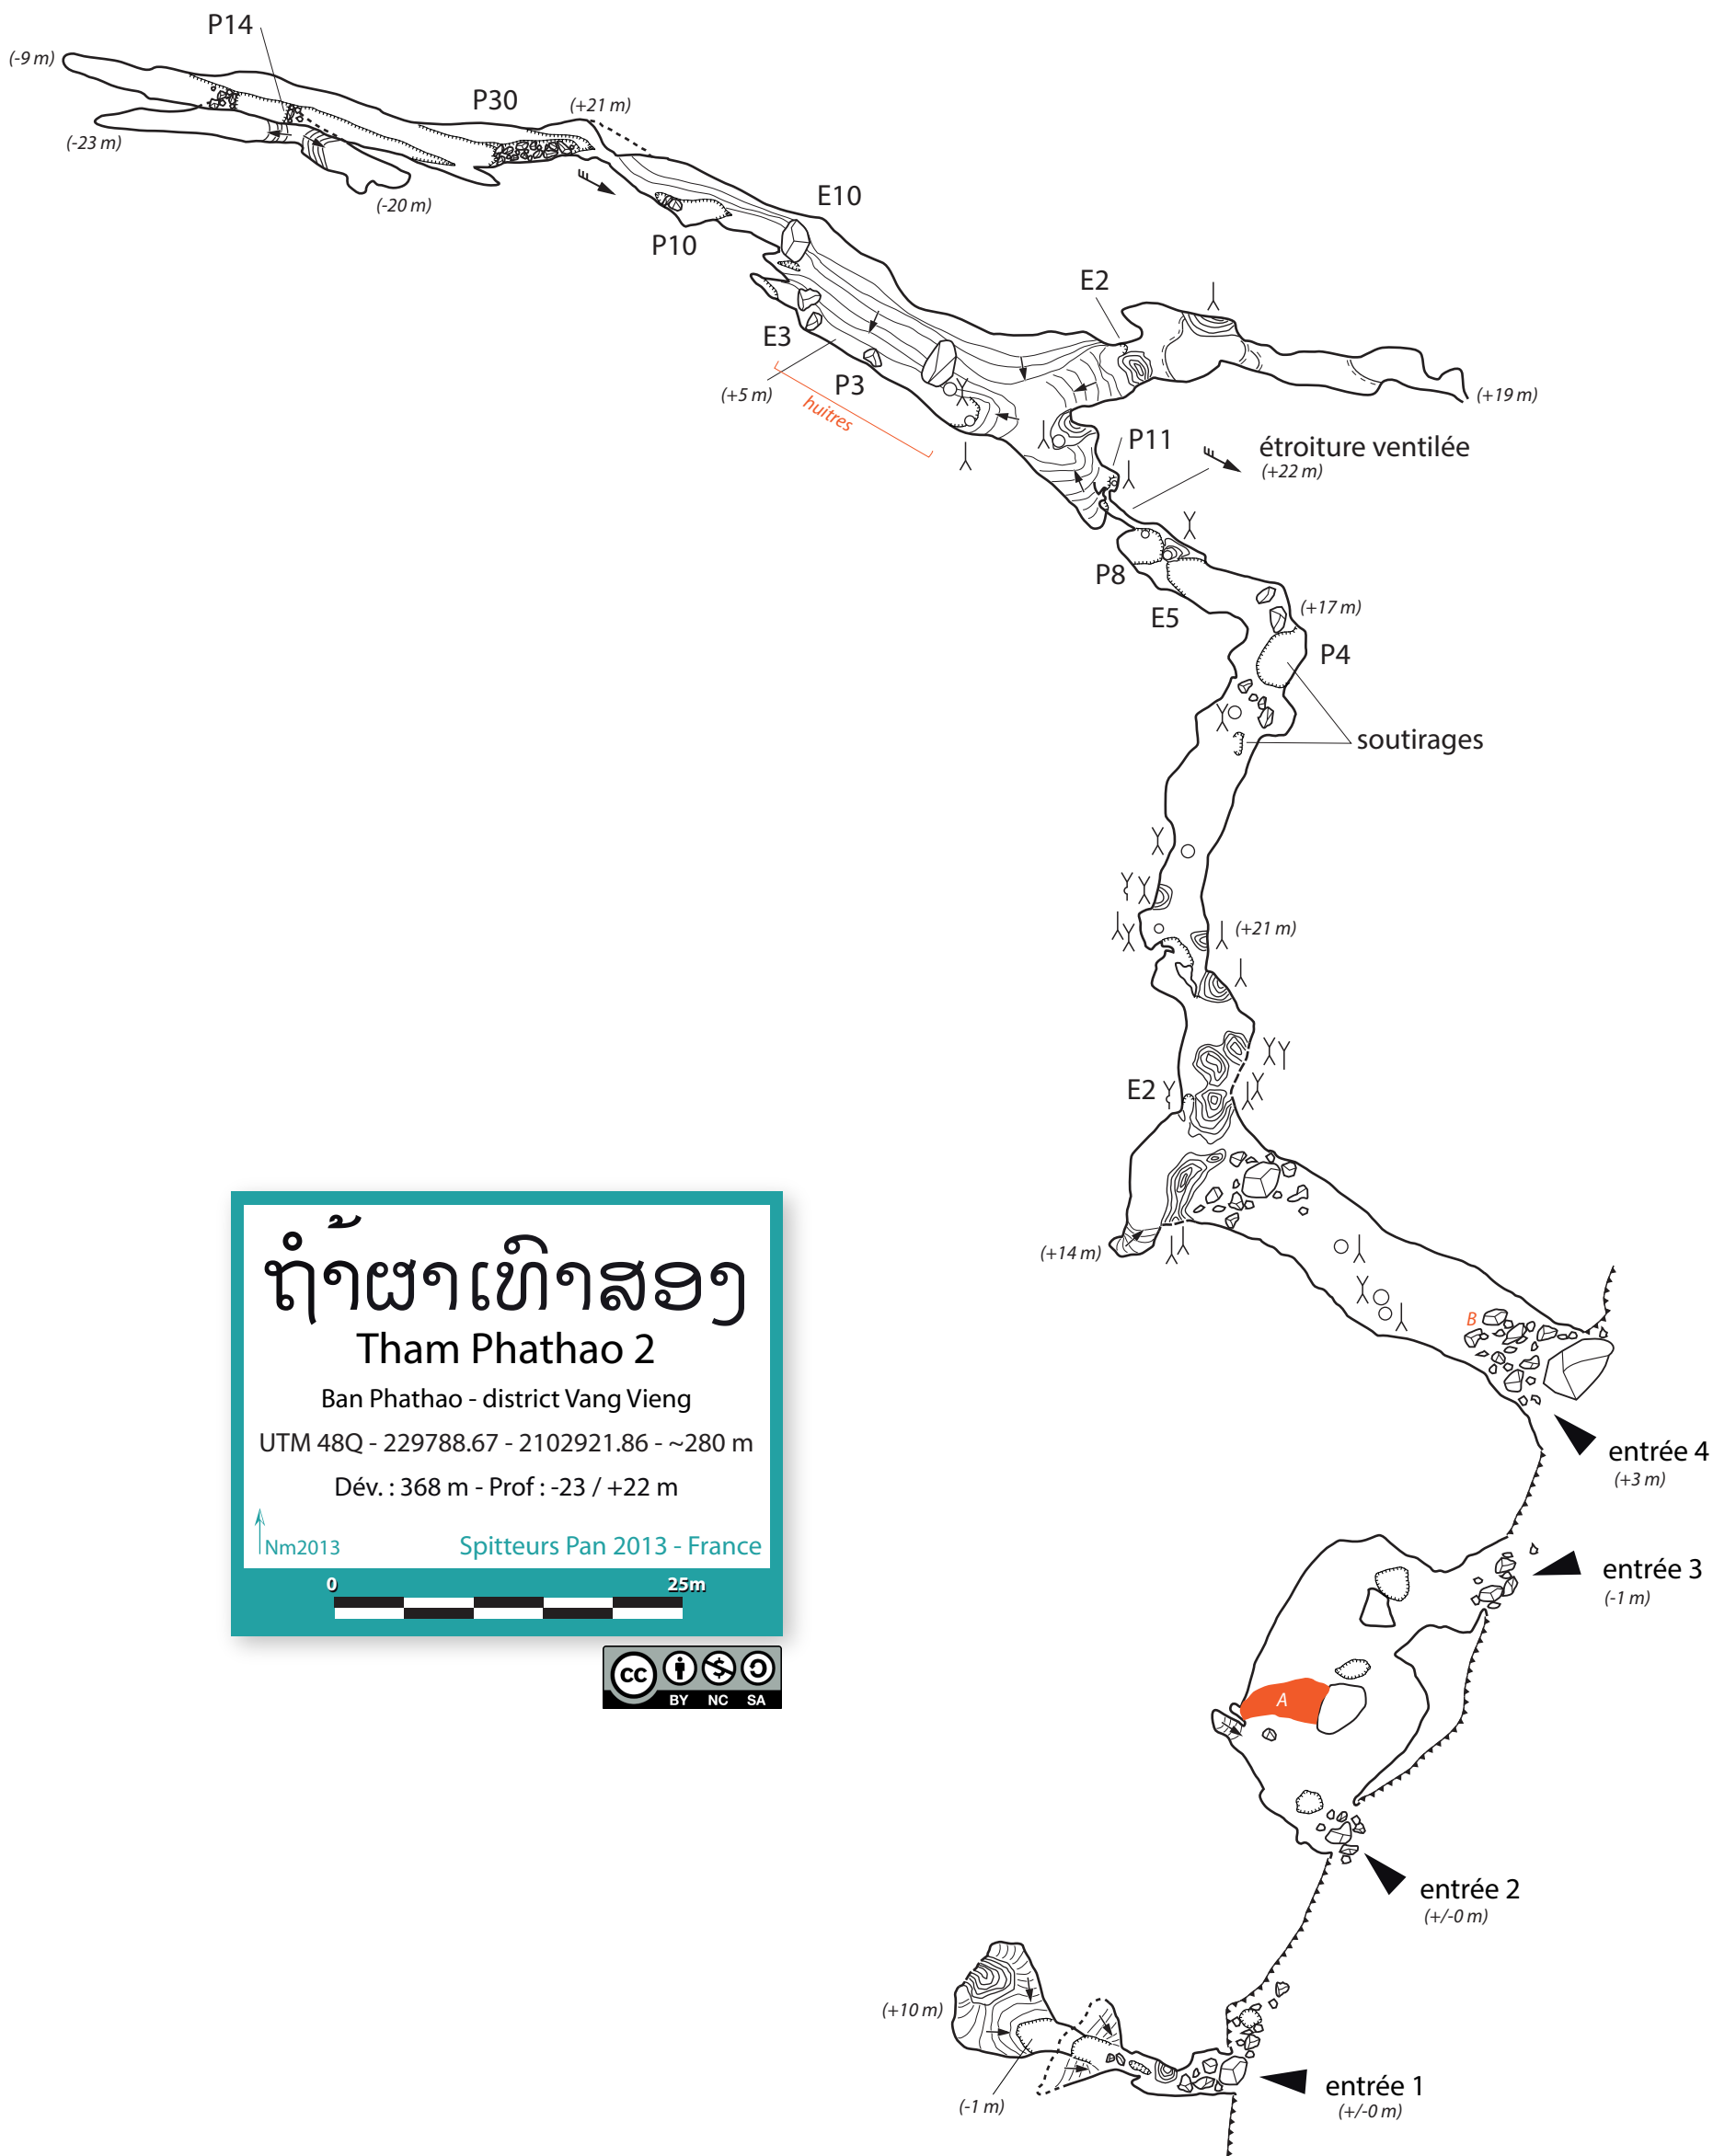 P14
(-9 m)
P30
(+21 m)
(-23 m)
(-20 m)
E10
P10
E2
E3
(+5 m)
P3
huitres
(+19 m)
P11
étroiture ventilée
(+22 m)
P8
E5
(+17 m)
P4
soutirages
(+21 m)
E2
(+14 m)
B
entrée 4
(+3 m)
entrée 3
(-1 m)
A
entrée 2
(+/-0 m)
(+10 m)
(-1 m)
entrée 1
(+/-0 m)
ຖ້ຳຜາເທົາສອງ
Tham Phathao 2
Ban Phathao - district Vang Vieng
UTM 48Q - 229788.67 - 2102921.86 - ~280 m
Dév. : 368 m - Prof : -23 / +22 m
Nm2013
Spitteurs Pan 2013 - France
0 25m
cc
BY NC SA